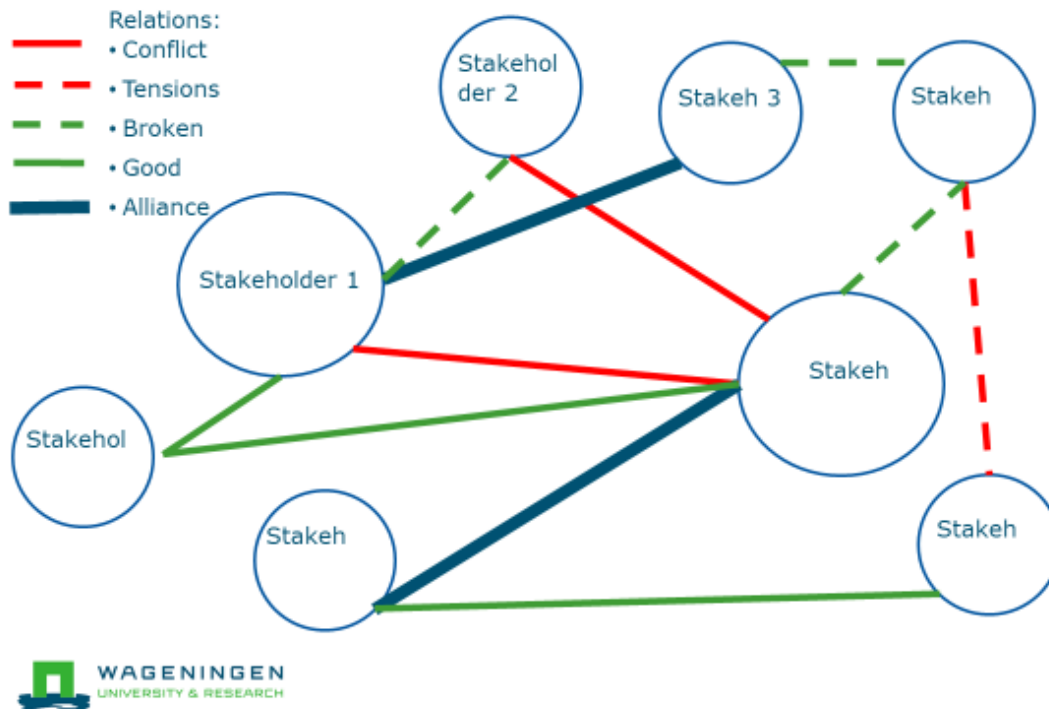 Relations:
• Conflict
• Tensions
• Broken
• Good
• Alliance
Stakehol
der 2
Stakeh 3
Stakeh
Stakeholder 1
Stakeh
Stakehol
Stakeh
Stakeh
WAGENINGEN
UNIVERSITY & RESEARCH